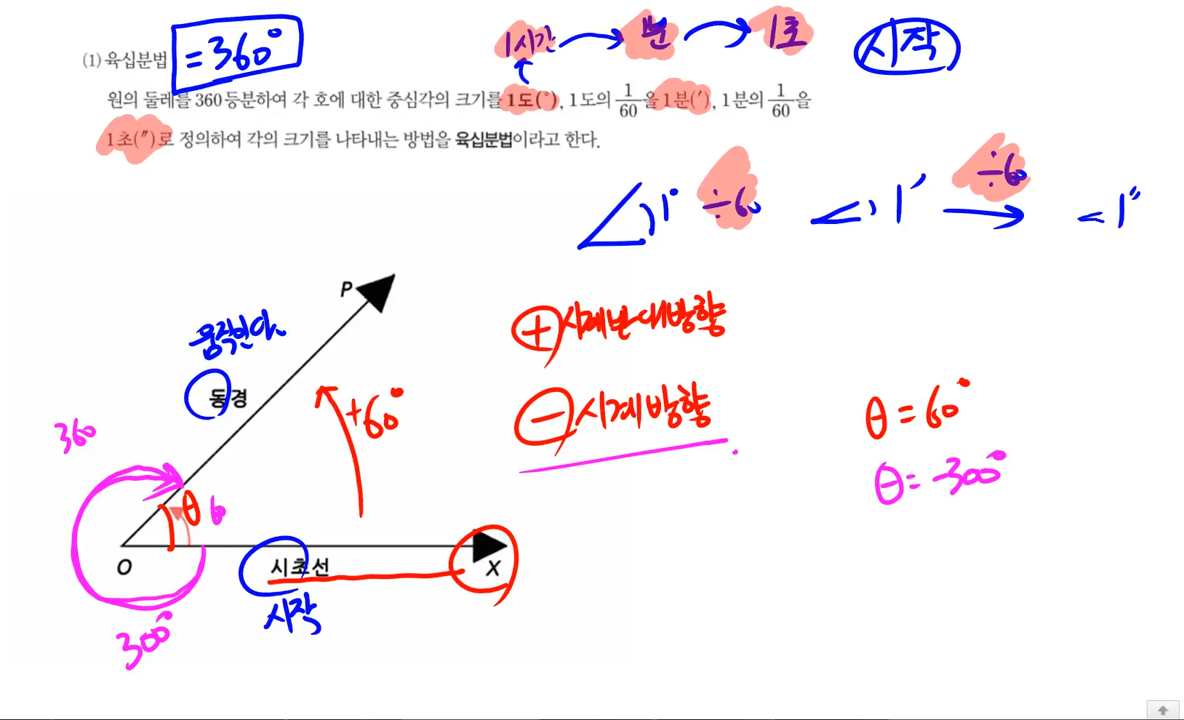 = 360°
1시간 → 분 → 1초
시작
(1) 육십분법
원의 둘레를 360등분하여 각 호에 대한 중심각의 크기를 1도(°), 1도의 1/60을 1분(′), 1분의 1/60을
1초(″)로 정의하여 각의 크기를 나타내는 방법을 육십분법이라고 한다.
1° ÷60 1′ ÷60 1″
P
움직인다.
동경
+60°
+ 시계반대방향
- 시계방향
θ = 60°
θ = -300°
360
θ 6
O
시초선
X
시작
300°